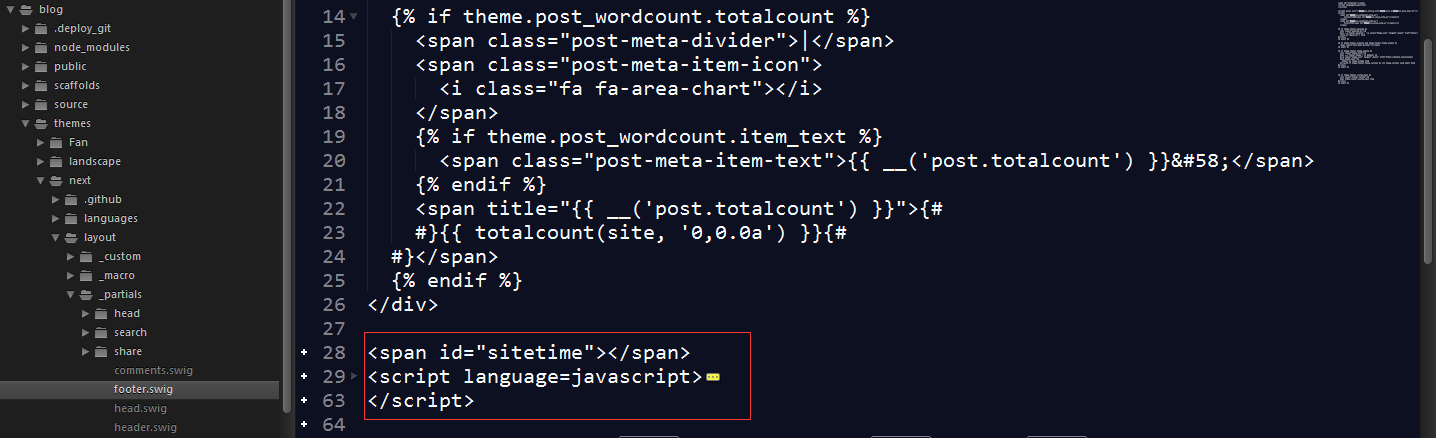 blog
.deploy_git
node_modules
public
scaffolds
source
themes
Fan
landscape
next
.github
languages
layout
_custom
_macro
_partials
head
search
share
comments.swig
footer.swig
head.swig
header.swig
14 {% if theme.post_wordcount.totalcount %}
15 <span class="post-meta-divider">|</span>
16 <span class="post-meta-item-icon">
17 <i class="fa fa-area-chart"></i>
18 </span>
19 {% if theme.post_wordcount.item_text %}
20 <span class="post-meta-item-text">{{ __('post.totalcount') }}&#58;</span>
21 {% endif %}
22 <span title="{{ __('post.totalcount') }}">{#
23 #}{{ totalcount(site, '0,0.0a') }}{#
24 #}</span>
25 {% endif %}
26 </div>
27
28 <span id="sitetime"></span>
29 <script language=javascript>
63 </script>
64